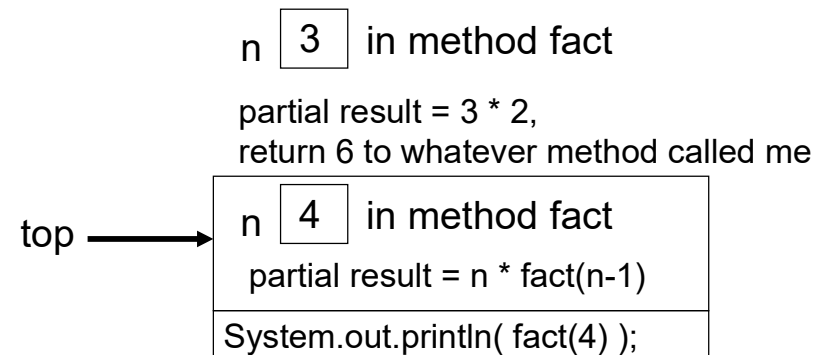 n 3 in method fact
partial result = 3 * 2,
return 6 to whatever method called me
top
n 4 in method fact
partial result = n * fact(n-1)
System.out.println( fact(4) );